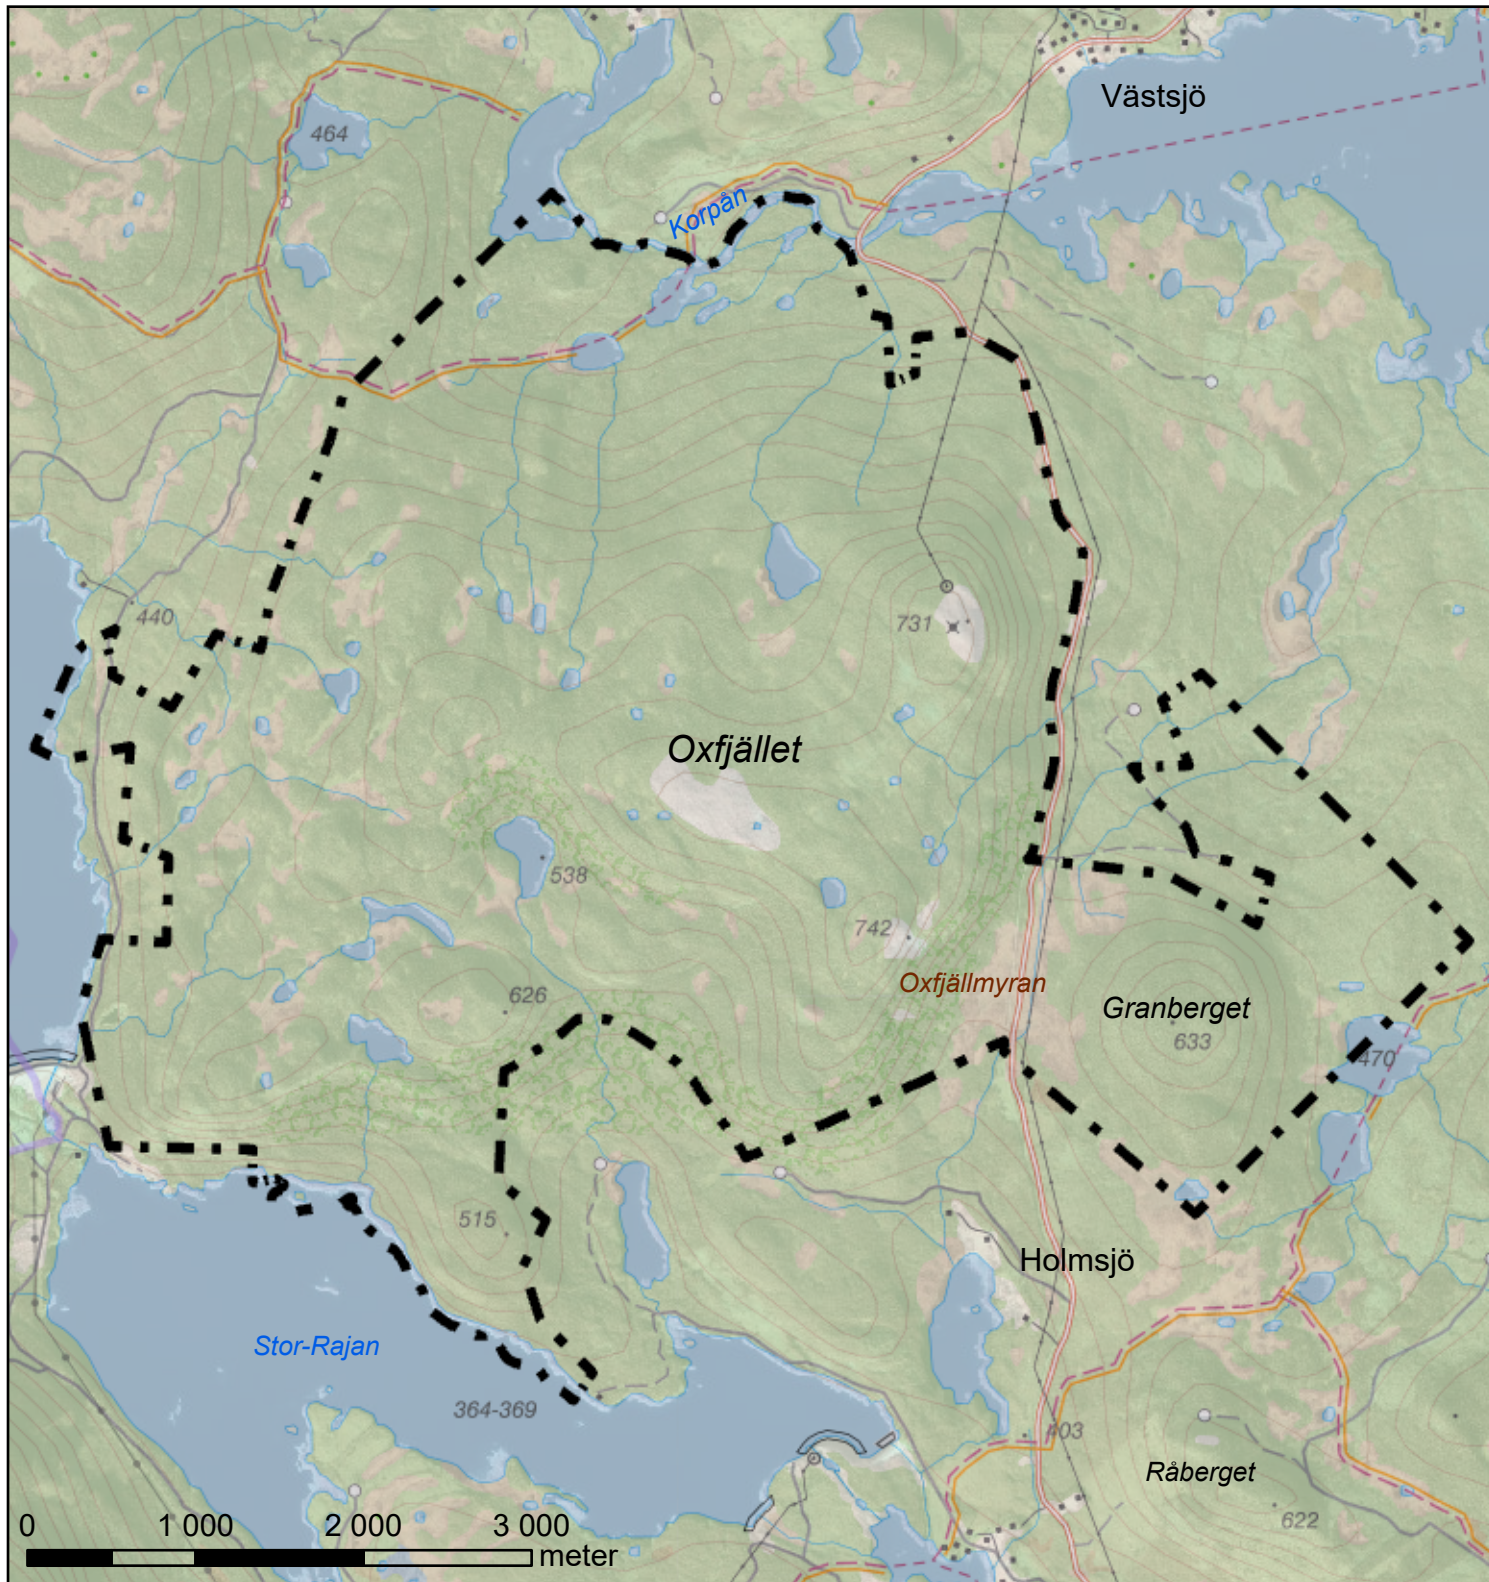 Västsjö
464
Korpån
440
731
Oxfjället
538
742
Oxfjällmyran
626
Granberget
633
470
515
Holmsjö
Stor-Rajan
364-369
403
Råberget
622
0 1 000 2 000 3 000
meter